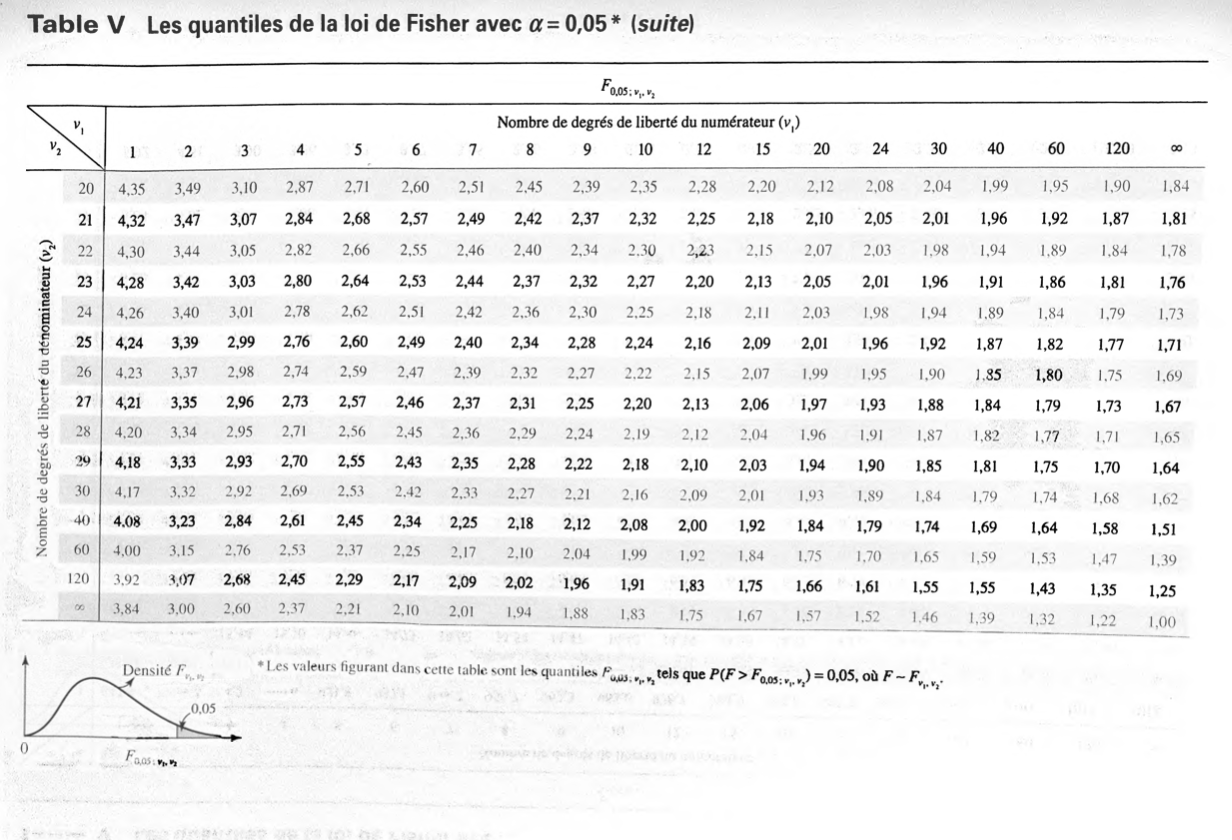 Table V Les quantiles de la loi de Fisher avec α = 0,05 * (suite)
F0,05; ν1, ν2
ν1 Nombre de degrés de liberté du numérateur (ν1)
ν2 1 2 3 4 5 6 7 8 9 10 12 15 20 24 30 40 60 120 ∞
Nombre de degrés de liberté du dénominateur (ν2)
20 4,35 3,49 3,10 2,87 2,71 2,60 2,51 2,45 2,39 2,35 2,28 2,20 2,12 2,08 2,04 1,99 1,95 1,90 1,84
21 4,32 3,47 3,07 2,84 2,68 2,57 2,49 2,42 2,37 2,32 2,25 2,18 2,10 2,05 2,01 1,96 1,92 1,87 1,81
22 4,30 3,44 3,05 2,82 2,66 2,55 2,46 2,40 2,34 2,30 2,23 2,15 2,07 2,03 1,98 1,94 1,89 1,84 1,78
23 4,28 3,42 3,03 2,80 2,64 2,53 2,44 2,37 2,32 2,27 2,20 2,13 2,05 2,01 1,96 1,91 1,86 1,81 1,76
24 4,26 3,40 3,01 2,78 2,62 2,51 2,42 2,36 2,30 2,25 2,18 2,11 2,03 1,98 1,94 1,89 1,84 1,79 1,73
25 4,24 3,39 2,99 2,76 2,60 2,49 2,40 2,34 2,28 2,24 2,16 2,09 2,01 1,96 1,92 1,87 1,82 1,77 1,71
26 4,23 3,37 2,98 2,74 2,59 2,47 2,39 2,32 2,27 2,22 2,15 2,07 1,99 1,95 1,90 1,85 1,80 1,75 1,69
27 4,21 3,35 2,96 2,73 2,57 2,46 2,37 2,31 2,25 2,20 2,13 2,06 1,97 1,93 1,88 1,84 1,79 1,73 1,67
28 4,20 3,34 2,95 2,71 2,56 2,45 2,36 2,29 2,24 2,19 2,12 2,04 1,96 1,91 1,87 1,82 1,77 1,71 1,65
29 4,18 3,33 2,93 2,70 2,55 2,43 2,35 2,28 2,22 2,18 2,10 2,03 1,94 1,90 1,85 1,81 1,75 1,70 1,64
30 4,17 3,32 2,92 2,69 2,53 2,42 2,33 2,27 2,21 2,16 2,09 2,01 1,93 1,89 1,84 1,79 1,74 1,68 1,62
40 4,08 3,23 2,84 2,61 2,45 2,34 2,25 2,18 2,12 2,08 2,00 1,92 1,84 1,79 1,74 1,69 1,64 1,58 1,51
60 4,00 3,15 2,76 2,53 2,37 2,25 2,17 2,10 2,04 1,99 1,92 1,84 1,75 1,70 1,65 1,59 1,53 1,47 1,39
120 3,92 3,07 2,68 2,45 2,29 2,17 2,09 2,02 1,96 1,91 1,83 1,75 1,66 1,61 1,55 1,55 1,43 1,35 1,25
∞ 3,84 3,00 2,60 2,37 2,21 2,10 2,01 1,94 1,88 1,83 1,75 1,67 1,57 1,52 1,46 1,39 1,32 1,22 1,00
* Les valeurs figurant dans cette table sont les quantiles F0,05; ν1, ν2 tels que P(F > F0,05; ν1, ν2) = 0,05, où F ~ Fν1, ν2.
Densité Fν1, ν2
0,05
0
F0,05; ν1, ν2